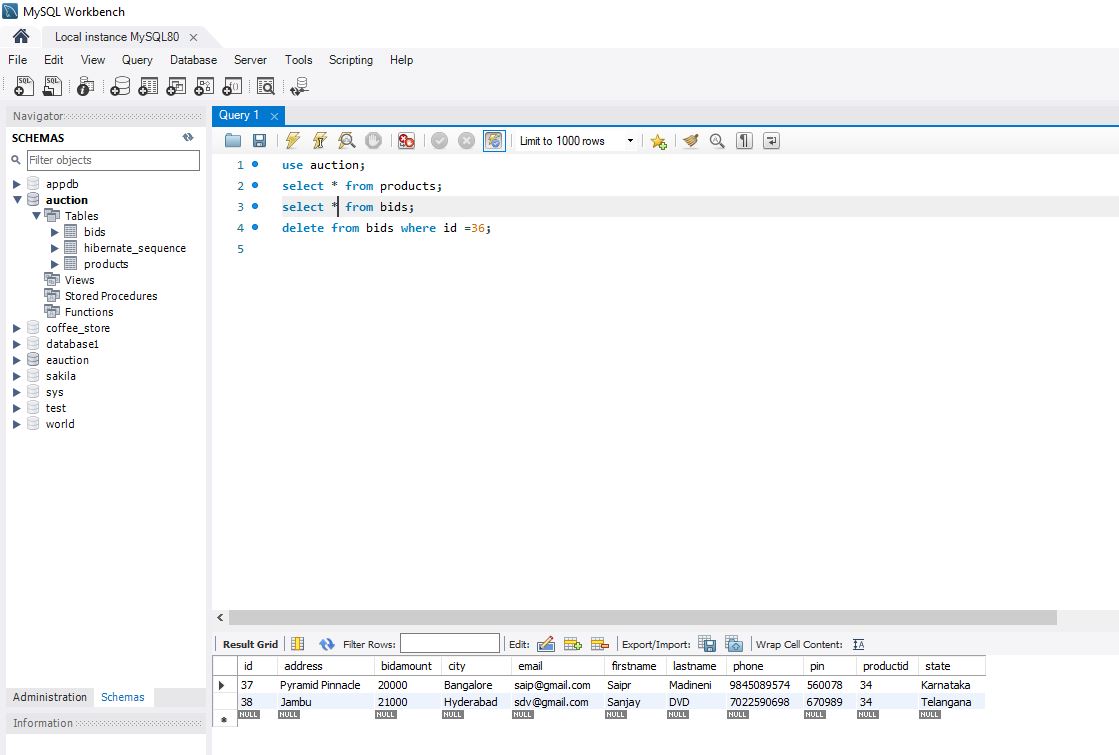 MySQL Workbench
Local instance MySQL80
File Edit View Query Database Server Tools Scripting Help
SQL SQL
Navigator
SCHEMAS
Filter objects
appdb
auction
Tables
bids
hibernate_sequence
products
Views
Stored Procedures
Functions
coffee_store
database1
eauction
sakila
sys
test
world
Administration Schemas
Information
Query 1
Limit to 1000 rows
1 use auction;
2 select * from products;
3 select * from bids;
4 delete from bids where id =36;
5
Result Grid Filter Rows: Edit: Export/Import: Wrap Cell Content: IA
id address bidamount city email firstname lastname phone pin productid state
37 Pyramid Pinnacle 20000 Bangalore saip@gmail.com Saipr Madineni 9845089574 560078 34 Karnataka
38 Jambu 21000 Hyderabad sdv@gmail.com Sanjay DVD 7022590698 670989 34 Telangana
NULL NULL NULL NULL NULL NULL NULL NULL NULL NULL NULL